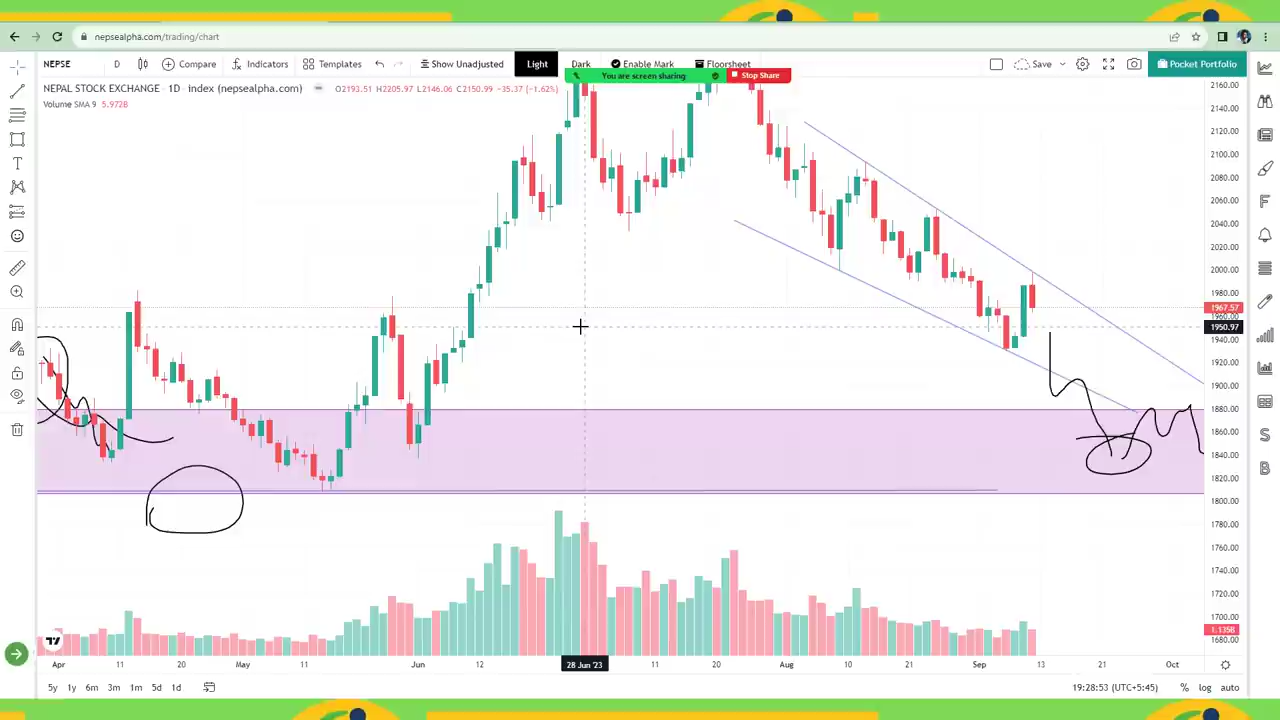 nepsealpha.com/trading/chart
NEPSE D Compare Indicators Templates Show Unadjusted Light Dark Enable Mark Floorsheet Save Pocket Portfolio
You are screen sharing Stop Share
NEPAL STOCK EXCHANGE · 1D · index (nepsealpha.com) O2193.51 H2205.97 L2146.06 C2150.99 -35.37 (-1.62%)
Volume SMA 9 5.972B
2160.00
2140.00
2120.00
2100.00
2080.00
2060.00
2040.00
2020.00
2000.00
1980.00
1967.57
1960.00
1950.97
1940.00
1920.00
1900.00
1880.00
1860.00
1840.00
1820.00
1800.00
1780.00
1760.00
1740.00
1720.00
1700.00
1.135B
1680.00
Apr 11 20 May 11 Jun 12 28 Jun '23 11 20 Aug 10 21 Sep 13 21 Oct
5y 1y 6m 3m 1m 5d 1d 19:28:53 (UTC+5:45) % log auto
F
S
B